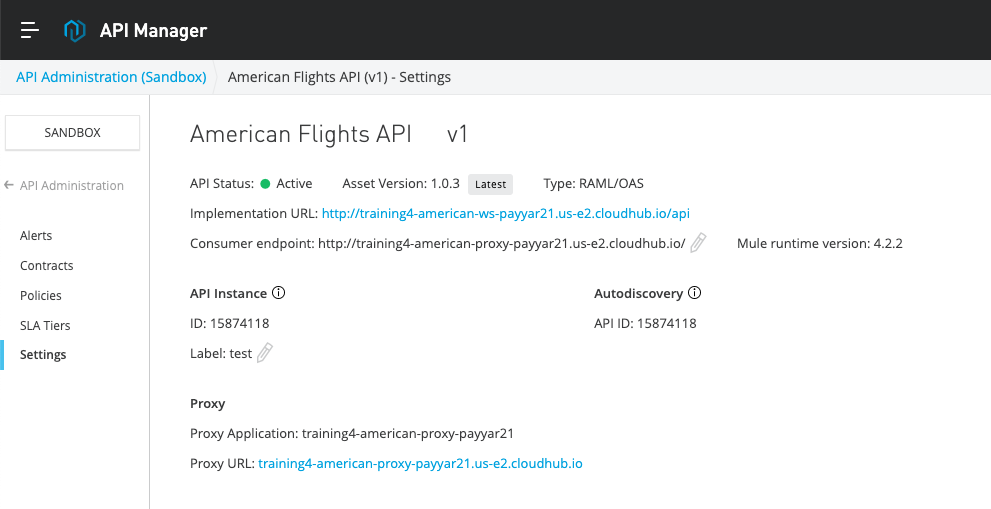 API Manager
API Administration (Sandbox) American Flights API (v1) - Settings
SANDBOX
API Administration
Alerts
Contracts
Policies
SLA Tiers
Settings
American Flights API v1
API Status: Active Asset Version: 1.0.3 Latest Type: RAML/OAS
Implementation URL: http://training4-american-ws-payyar21.us-e2.cloudhub.io/api
Consumer endpoint: http://training4-american-proxy-payyar21.us-e2.cloudhub.io/ Mule runtime version: 4.2.2
API Instance Autodiscovery
ID: 15874118 API ID: 15874118
Label: test
Proxy
Proxy Application: training4-american-proxy-payyar21
Proxy URL: training4-american-proxy-payyar21.us-e2.cloudhub.io